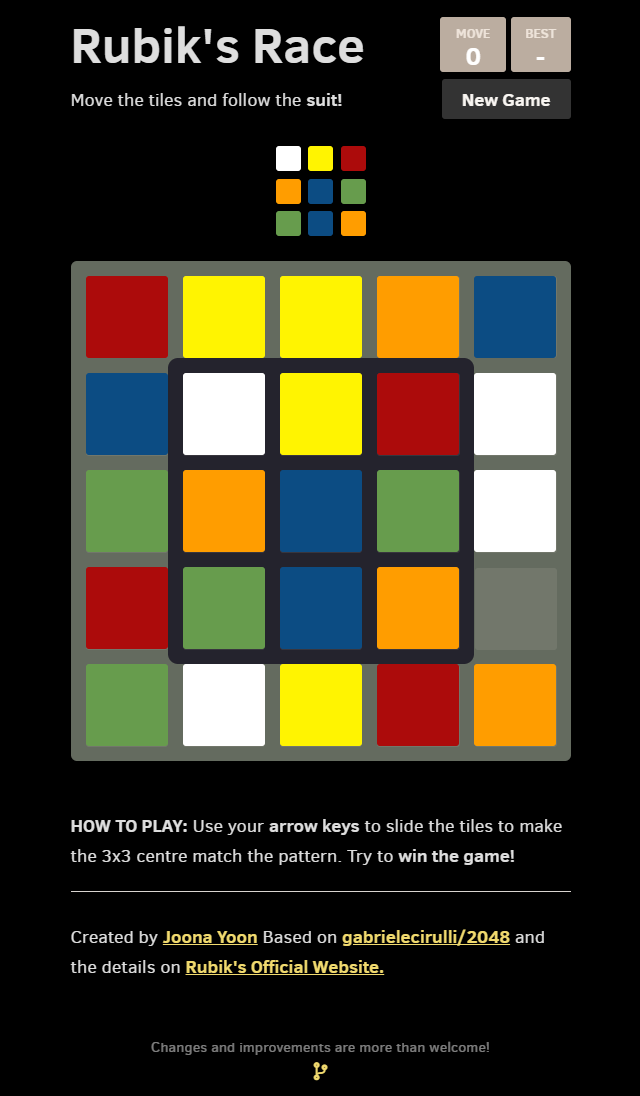 Rubik's Race
MOVE
0
BEST
-
Move the tiles and follow the suit!
New Game
HOW TO PLAY: Use your arrow keys to slide the tiles to make
the 3x3 centre match the pattern. Try to win the game!
Created by Joona Yoon Based on gabrielecirulli/2048 and
the details on Rubik's Official Website.
Changes and improvements are more than welcome!